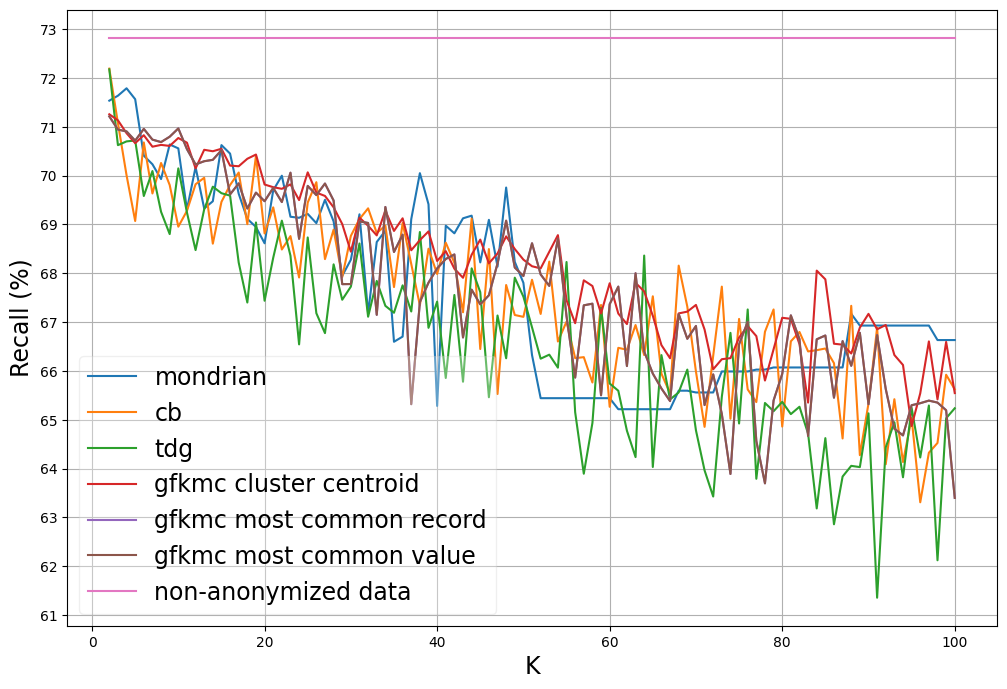 73
72
71
70
69
68
67
66
65
64
63
62
61
Recall (%)
mondrian
cb
tdg
gfkmc cluster centroid
gfkmc most common record
gfkmc most common value
non-anonymized data
0 20 40 60 80 100
K